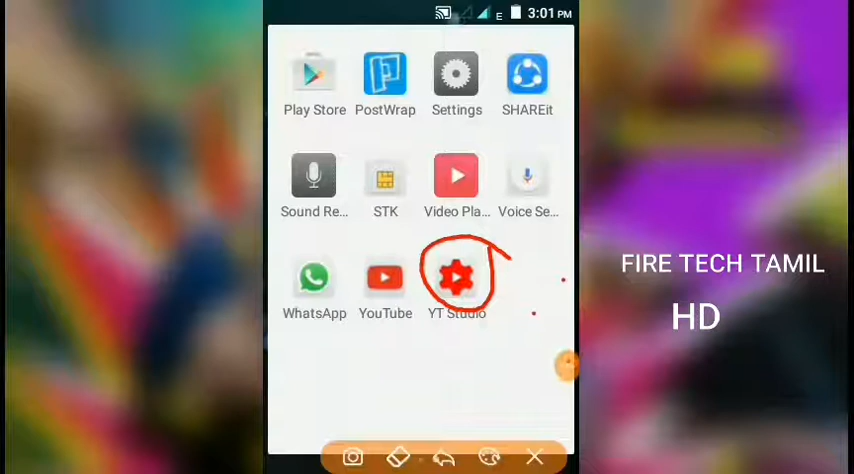 E 3:01 PM
Play Store PostWrap Settings SHAREit
Sound Re... STK Video Pla... Voice Se...
WhatsApp YouTube YT Studio
FIRE TECH TAMIL
HD